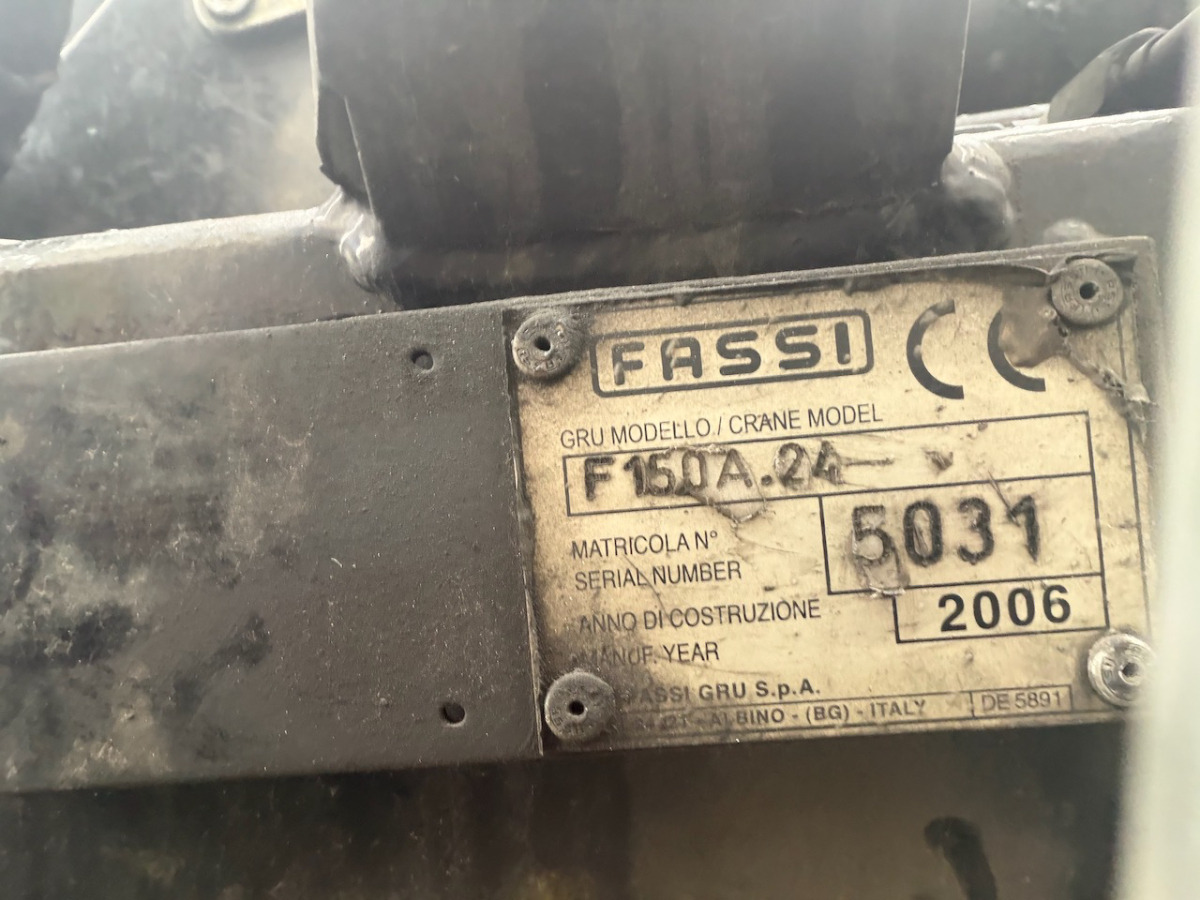 FASSI CE
GRU MODELLO / CRANE MODEL
F150A.24
MATRICOLA N°
SERIAL NUMBER
5031
ANNO DI COSTRUZIONE
MANUF. YEAR
2006
FASSI GRU S.p.A.
ALBINO - (BG) - ITALY
DE 5891